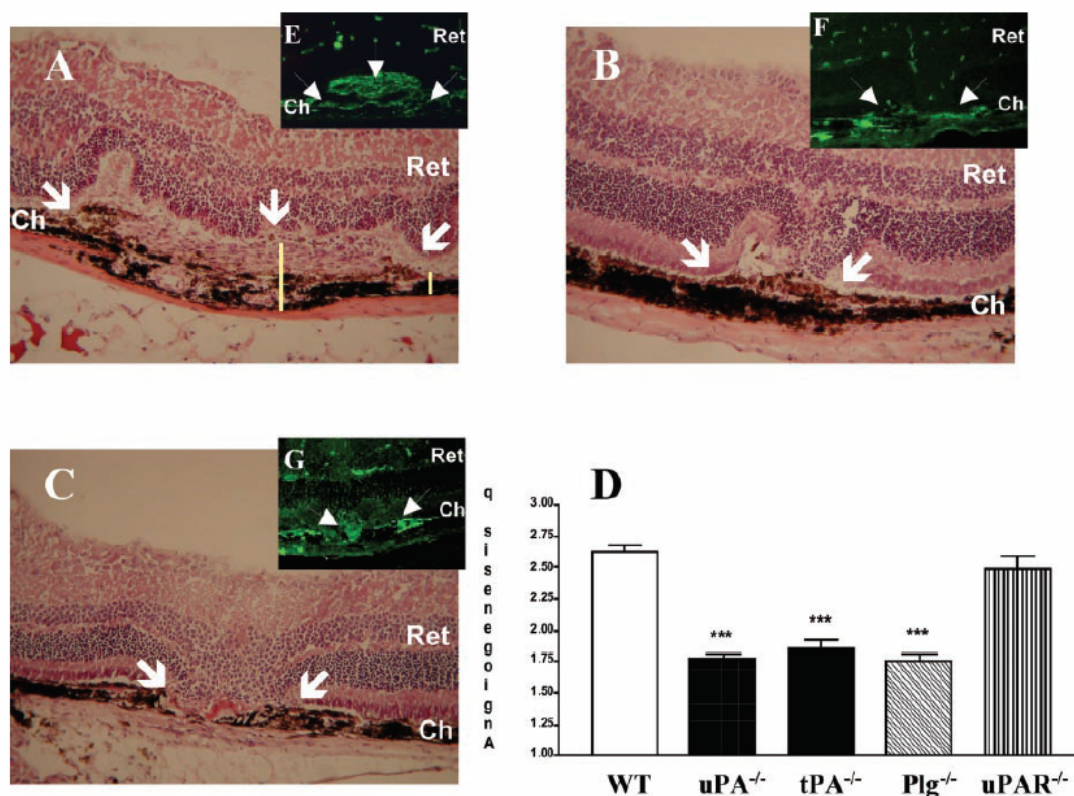 A
E
Ret
Ch
Ret
Ch
B
F
Ret
Ch
Ret
Ch
C
G
Ret
Ch
Ret
Ch
D
Angiogenesis q
3.00
2.75
2.50
2.25
2.00
1.75
1.50
1.25
1.00
*** *** ***
WT uPA-/- tPA-/- Plg-/- uPAR-/-